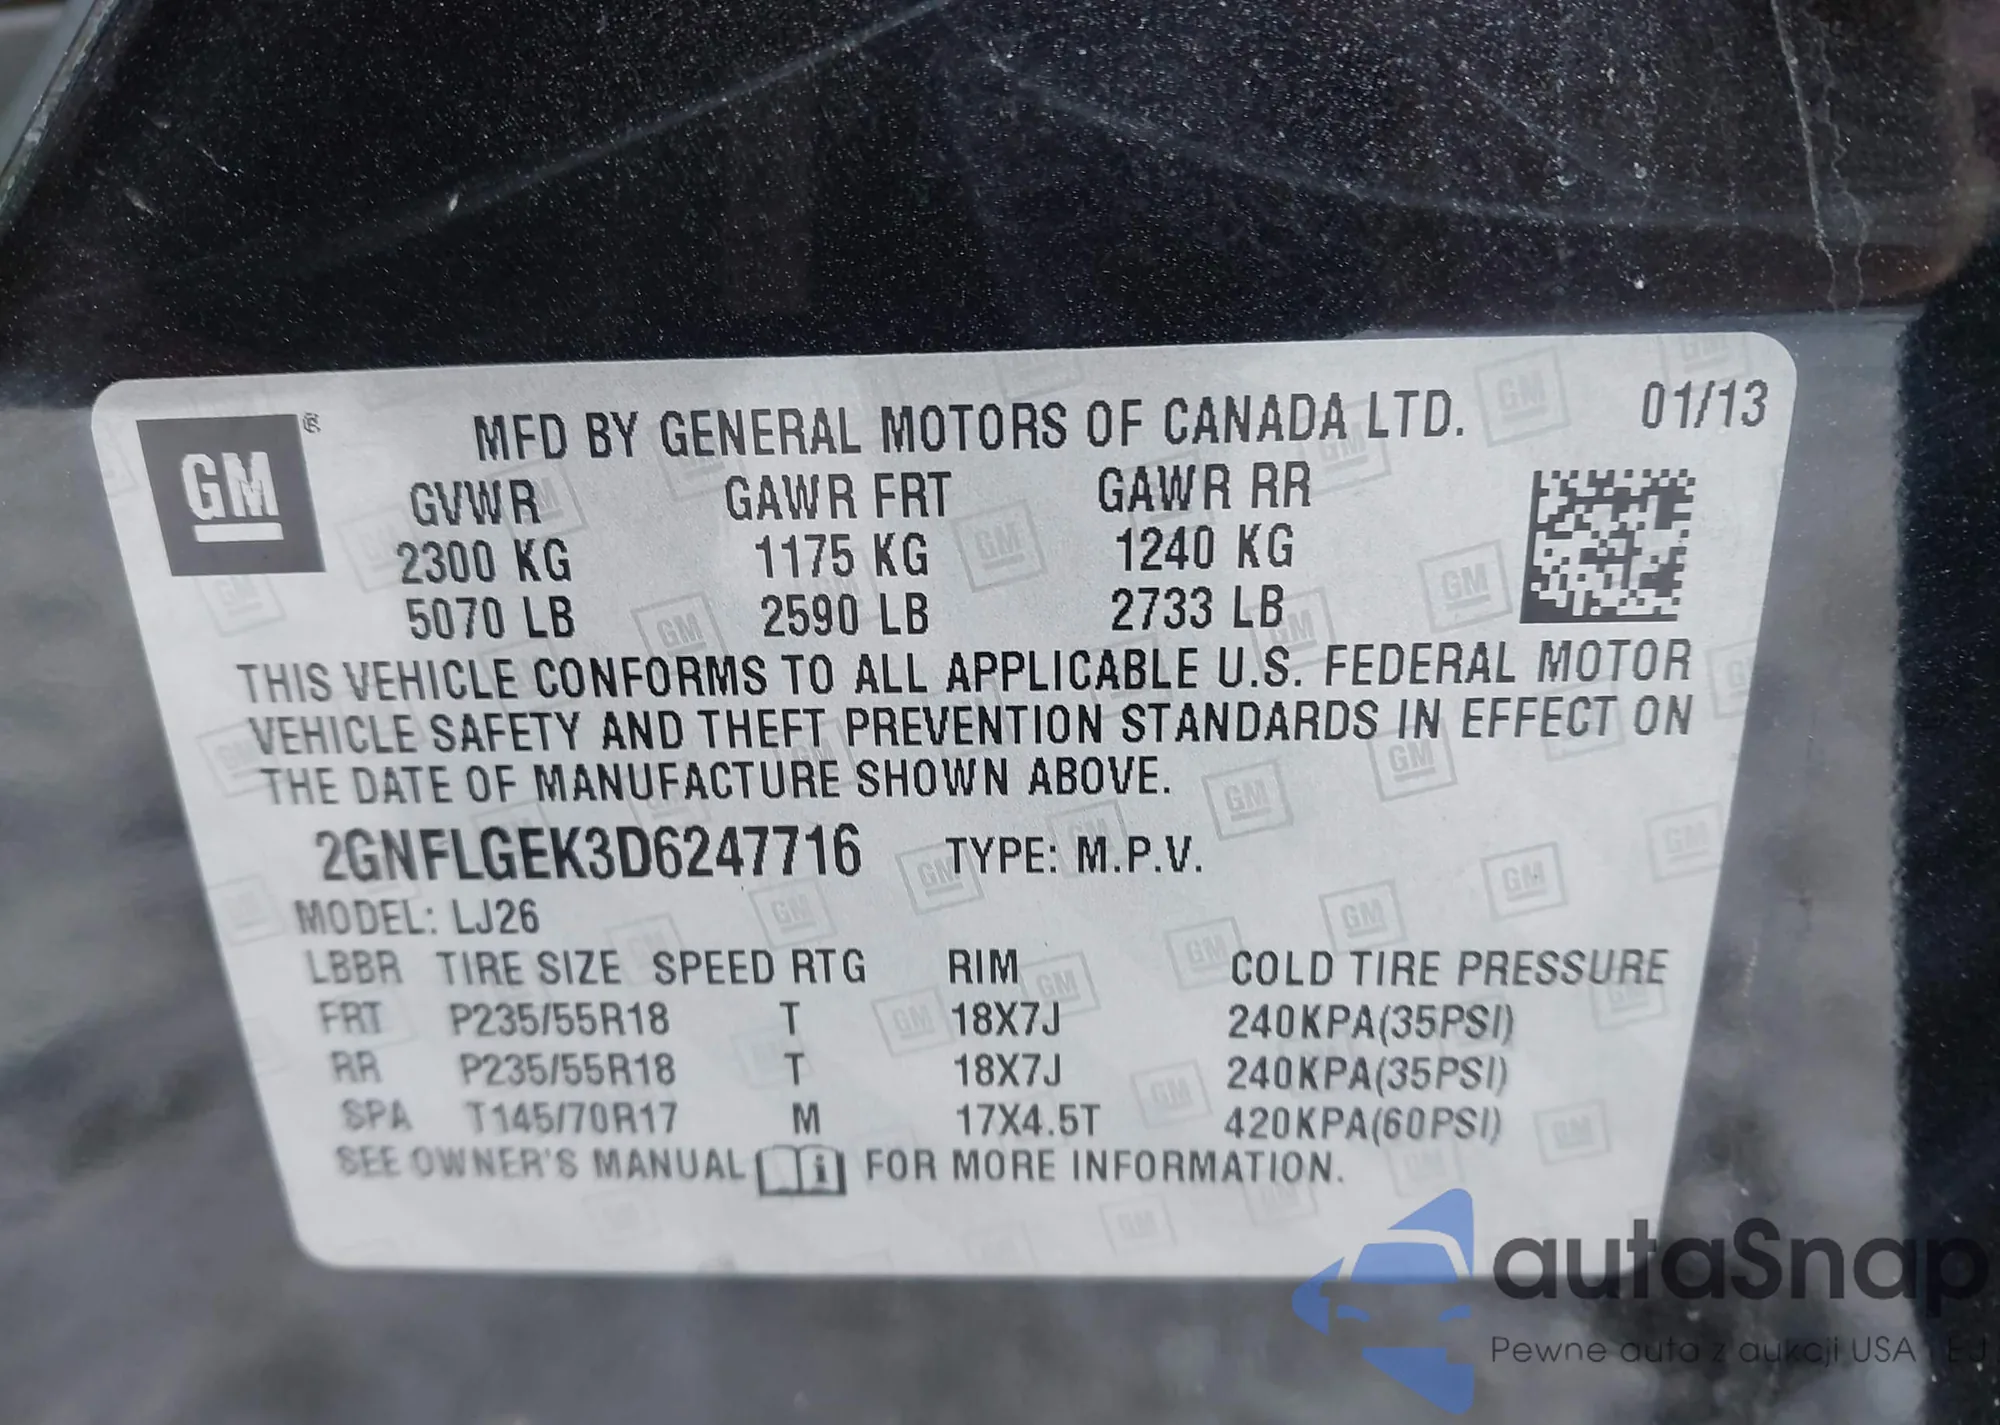 GM ®
MFD BY GENERAL MOTORS OF CANADA LTD. 01/13
GVWR GAWR FRT GAWR RR
2300 KG 1175 KG 1240 KG
5070 LB 2590 LB 2733 LB
THIS VEHICLE CONFORMS TO ALL APPLICABLE U.S. FEDERAL MOTOR
VEHICLE SAFETY AND THEFT PREVENTION STANDARDS IN EFFECT ON
THE DATE OF MANUFACTURE SHOWN ABOVE.
2GNFLGEK3D6247716 TYPE: M.P.V.
MODEL: LJ26
LBBR TIRE SIZE SPEED RTG RIM COLD TIRE PRESSURE
FRT P235/55R18 T 18X7J 240KPA(35PSI)
RR P235/55R18 T 18X7J 240KPA(35PSI)
SPA T145/70R17 M 17X4.5T 420KPA(60PSI)
SEE OWNER'S MANUAL FOR MORE INFORMATION.
autaSnap
Pewne auta z aukcji USA i EU